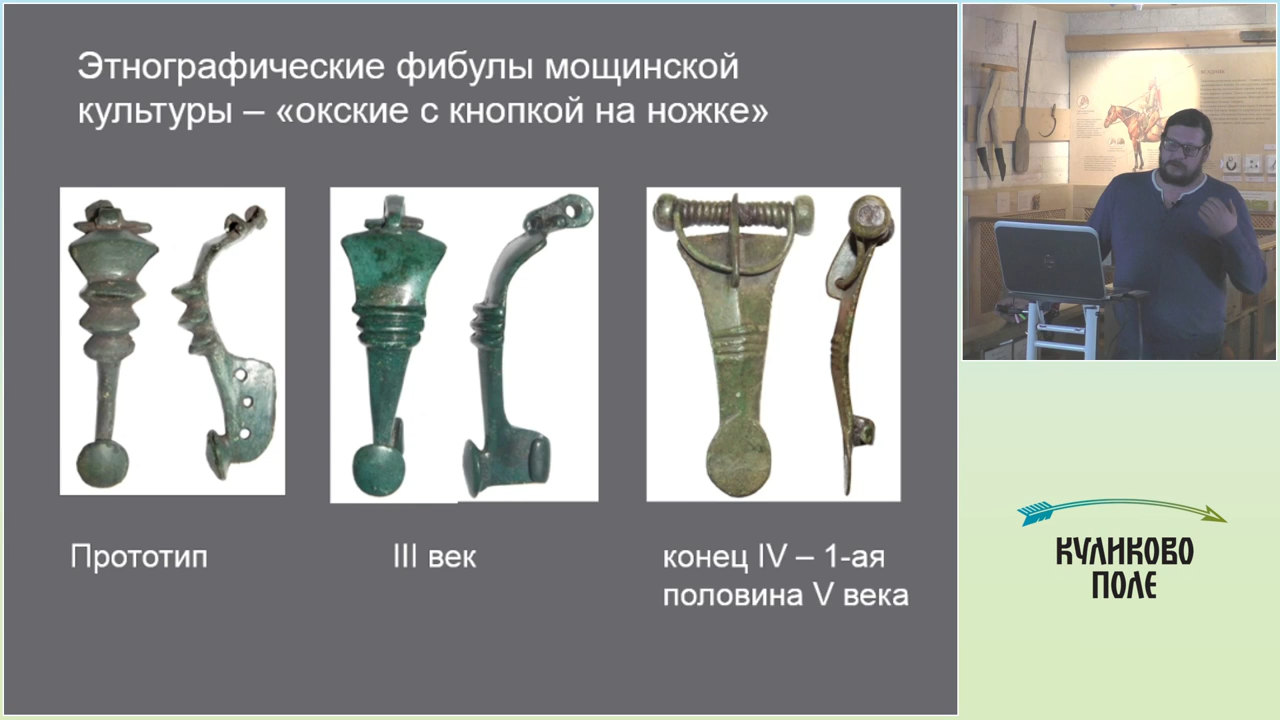 Этнографические фибулы мощинской
культуры – «окские с кнопкой на ножке»
Прототип
III век
конец IV – 1-ая
половина V века
КУЛИКОВО
ПОЛЕ